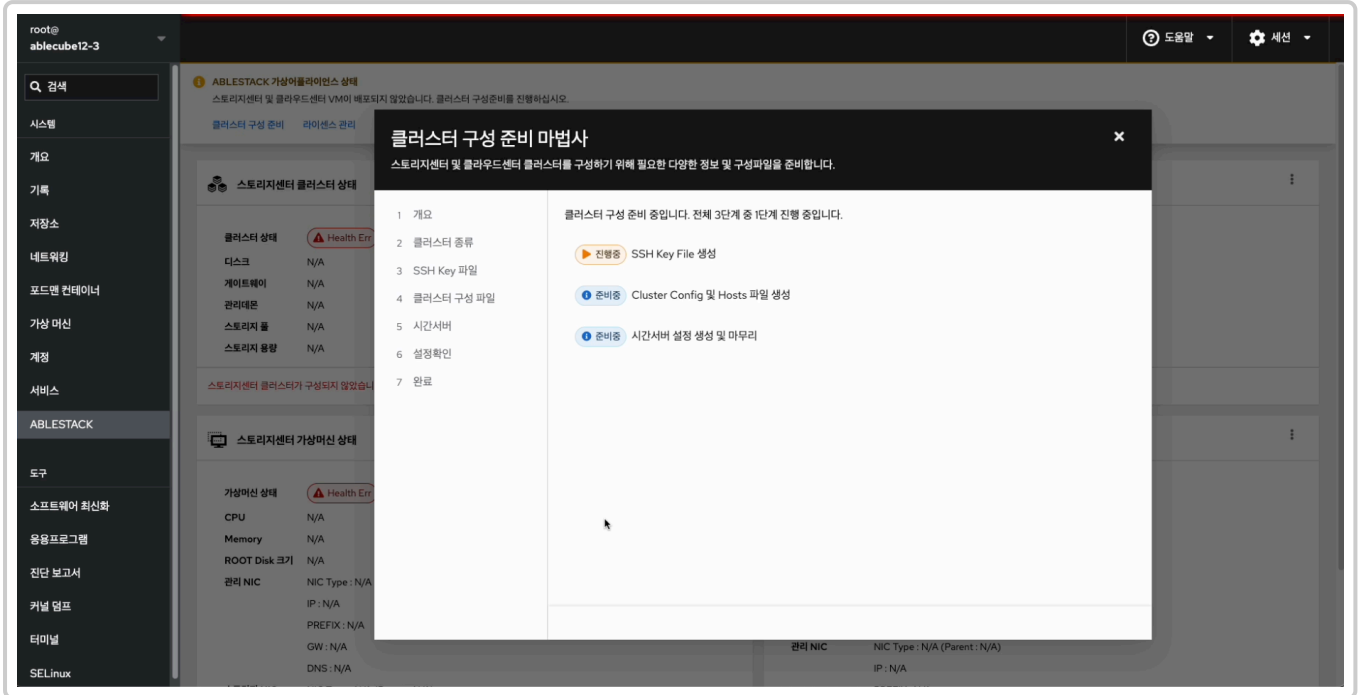 root@
ablecube12-3
도움말
세션
검색
시스템
개요
기록
저장소
네트워킹
포드맨 컨테이너
가상 머신
계정
서비스
ABLESTACK
도구
소프트웨어 최신화
응용프로그램
진단 보고서
커널 덤프
터미널
SELinux
ABLESTACK 가상어플라이언스 상태
스토리지센터 및 클라우드센터 VM이 배포되지 않았습니다. 클러스터 구성준비를 진행하십시오.
클러스터 구성 준비 라이센스 관리
스토리지센터 클러스터 상태
클러스터 상태 Health Err
디스크 N/A
게이트웨이 N/A
관리데몬 N/A
스토리지 풀 N/A
스토리지 용량 N/A
스토리지센터 클러스터가 구성되지 않았습니
스토리지센터 가상머신 상태
가상머신 상태 Health Err
CPU N/A
Memory N/A
ROOT Disk 크기 N/A
관리 NIC NIC Type : N/A
IP : N/A
PREFIX : N/A
GW : N/A
DNS : N/A
클러스터 구성 준비 마법사
스토리지센터 및 클라우드센터 클러스터를 구성하기 위해 필요한 다양한 정보 및 구성파일을 준비합니다.
1 개요
2 클러스터 종류
3 SSH Key 파일
4 클러스터 구성 파일
5 시간서버
6 설정확인
7 완료
클러스터 구성 준비 중입니다. 전체 3단계 중 1단계 진행 중입니다.
진행중 SSH Key File 생성
준비중 Cluster Config 및 Hosts 파일 생성
준비중 시간서버 설정 생성 및 마무리
관리 NIC NIC Type : N/A (Parent : N/A)
IP : N/A